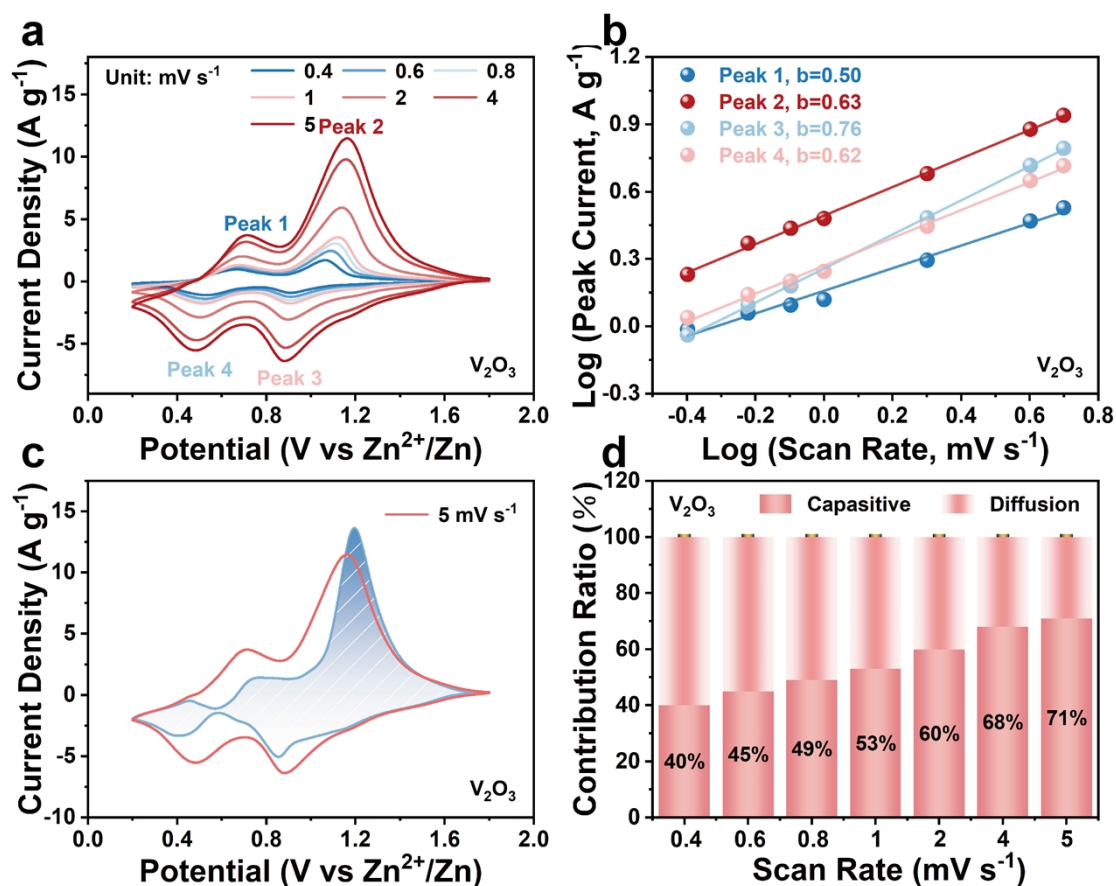 a
Unit: mV s⁻¹
0.4 0.6 0.8
1 2 4
5
Peak 2
Peak 1
Peak 4
Peak 3
V₂O₃
15
10
5
0
-5
0.0 0.4 0.8 1.2 1.6 2.0
Current Density (A g⁻¹)
Potential (V vs Zn²⁺/Zn)
b
Peak 1, b=0.50
Peak 2, b=0.63
Peak 3, b=0.76
Peak 4, b=0.62
V₂O₃
1.2
0.9
0.6
0.3
0.0
-0.3
-0.4 -0.2 0.0 0.2 0.4 0.6 0.8
Log (Peak Current, A g⁻¹)
Log (Scan Rate, mV s⁻¹)
c
5 mV s⁻¹
V₂O₃
15
10
5
0
-5
-10
0.0 0.4 0.8 1.2 1.6 2.0
Current Density (A g⁻¹)
Potential (V vs Zn²⁺/Zn)
d
V₂O₃ Capasitive Diffusion
120
100
80
60
40
20
0
40% 45% 49% 53% 60% 68% 71%
0.4 0.6 0.8 1 2 4 5
Contribution Ratio (%)
Scan Rate (mV s⁻¹)